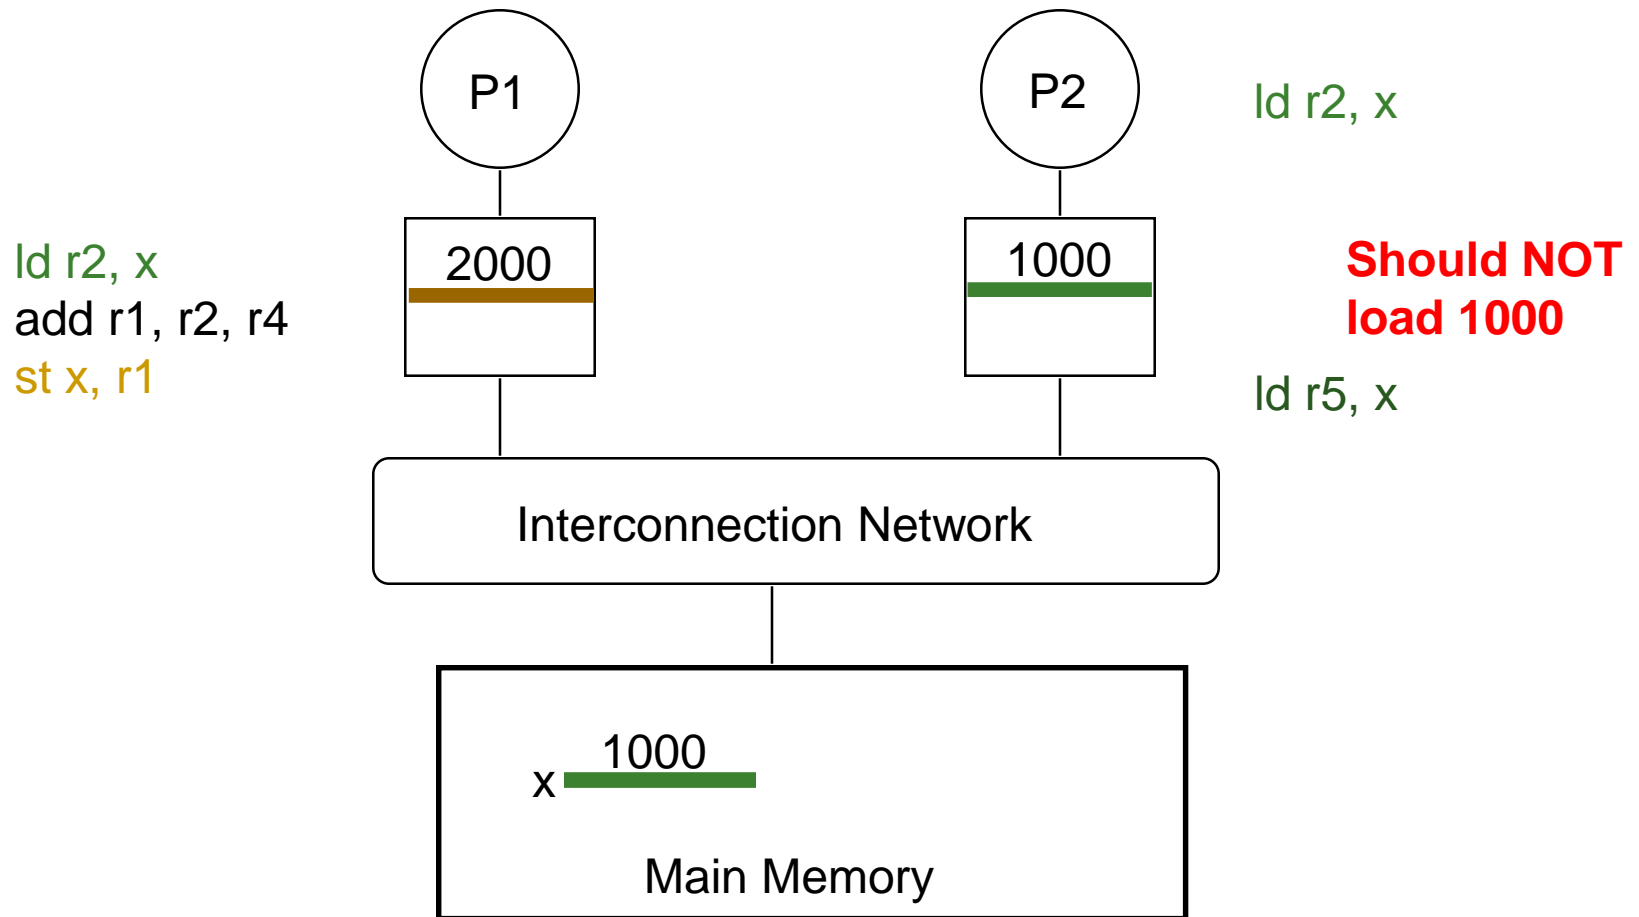 P1
P2
ld r2, x
2000
1000
Should NOT
load 1000
ld r2, x
add r1, r2, r4
st x, r1
ld r5, x
Interconnection Network
1000
x
Main Memory